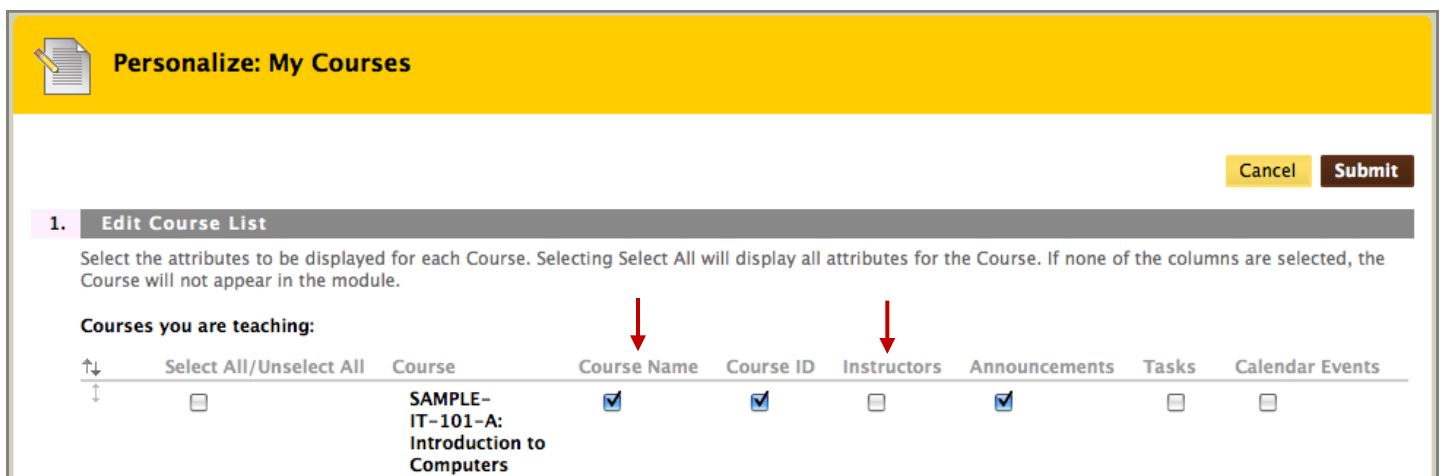 Personalize: My Courses
Cancel Submit
1. Edit Course List
Select the attributes to be displayed for each Course. Selecting Select All will display all attributes for the Course. If none of the columns are selected, the
Course will not appear in the module.
Courses you are teaching:
Select All/Unselect All Course Course Name Course ID Instructors Announcements Tasks Calendar Events
SAMPLE-
IT-101-A:
Introduction to
Computers